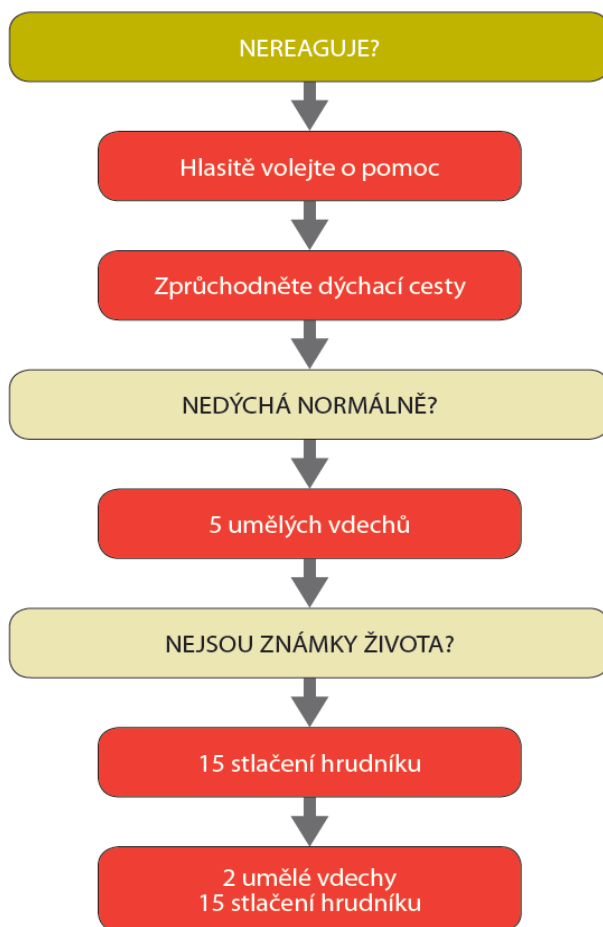 NEREAGUJE?
Hlasitě volejte o pomoc
Zprůchodněte dýchací cesty
NEDÝCHÁ NORMÁLNĚ?
5 umělých vdechů
NEJSOU ZNÁMKY ŽIVOTA?
15 stlačení hrudníku
2 umělé vdechy
15 stlačení hrudníku